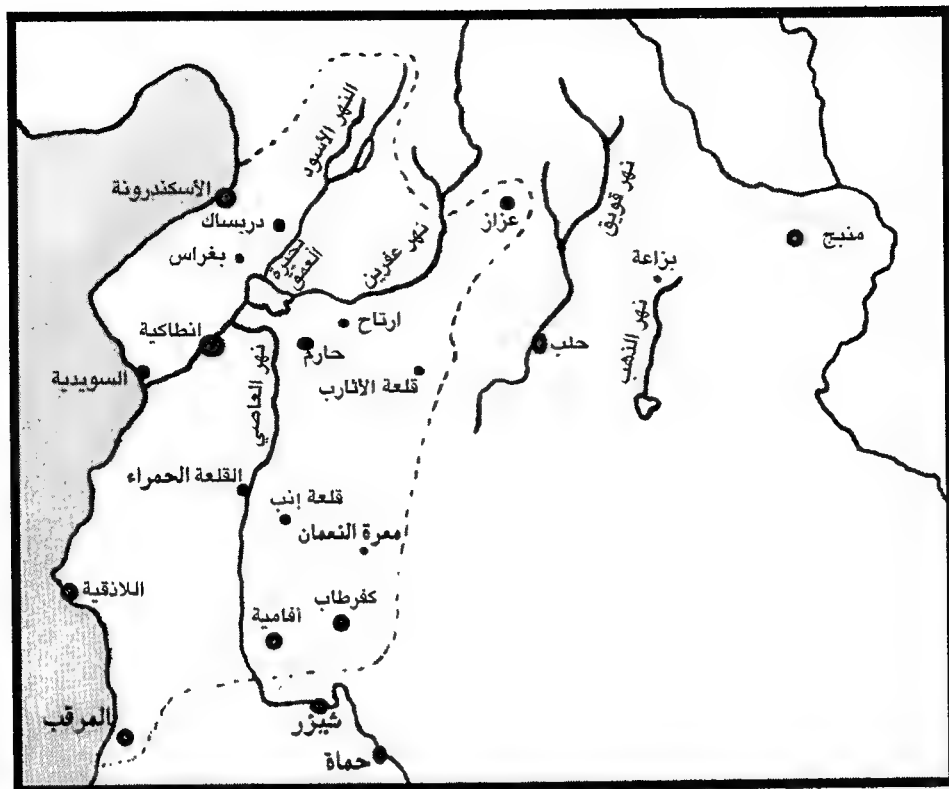 النهر الأسود
الأسكندرونة
دربساك
بغراس
بحيرة
العمق
نهر عفرين
عزاز
نهر قويق
منبج
بزاعة
نهر الذهب
ارتاح
انطاكية
حارم
حلب
السويدية
نهر العاصي
قلعة الأثارب
القلعة الحمراء
قلعة إنب
معرة النعمان
اللاذقية
كفرطاب
أفامية
المرقب
شيزر
حماة